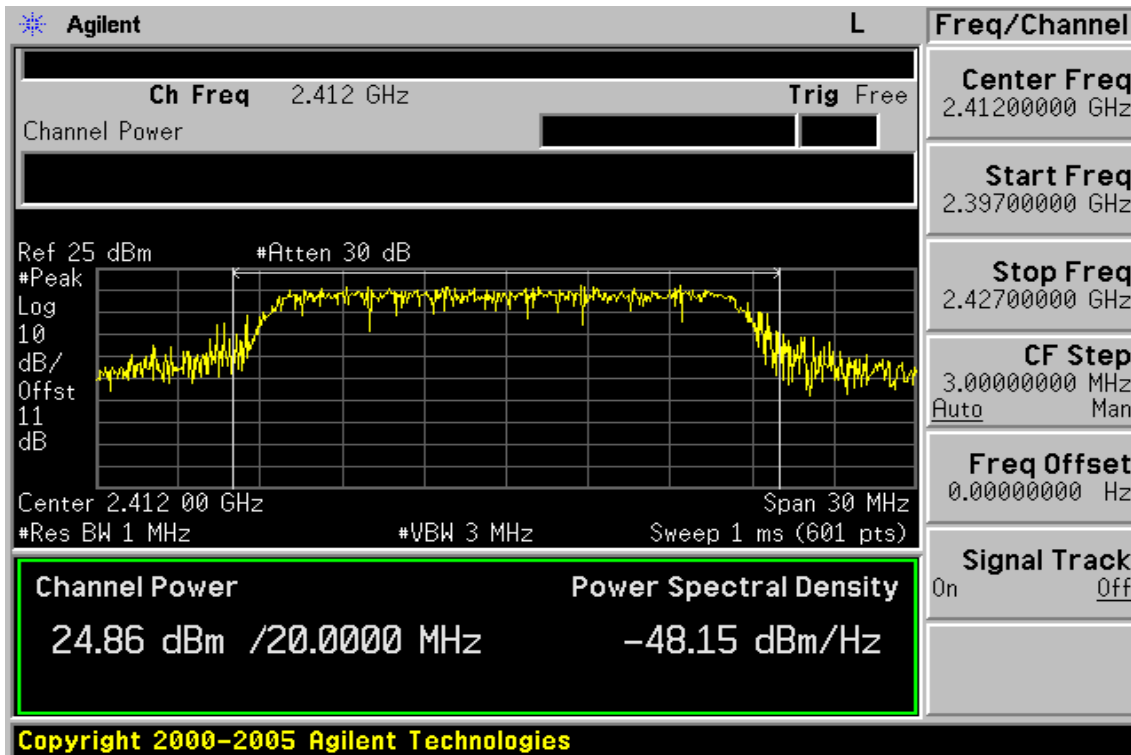 Agilent L Freq/Channel
Ch Freq 2.412 GHz Trig Free
Channel Power
Center Freq
2.41200000 GHz
Start Freq
2.39700000 GHz
Stop Freq
2.42700000 GHz
CF Step
3.00000000 MHz
Auto Man
Freq Offset
0.00000000 Hz
Signal Track
On Off
Ref 25 dBm #Atten 30 dB
#Peak
Log
10
dB/
Offst
11
dB
Center 2.412 00 GHz Span 30 MHz
#Res BW 1 MHz #VBW 3 MHz Sweep 1 ms (601 pts)
Channel Power Power Spectral Density
24.86 dBm /20.0000 MHz -48.15 dBm/Hz
Copyright 2000-2005 Agilent Technologies